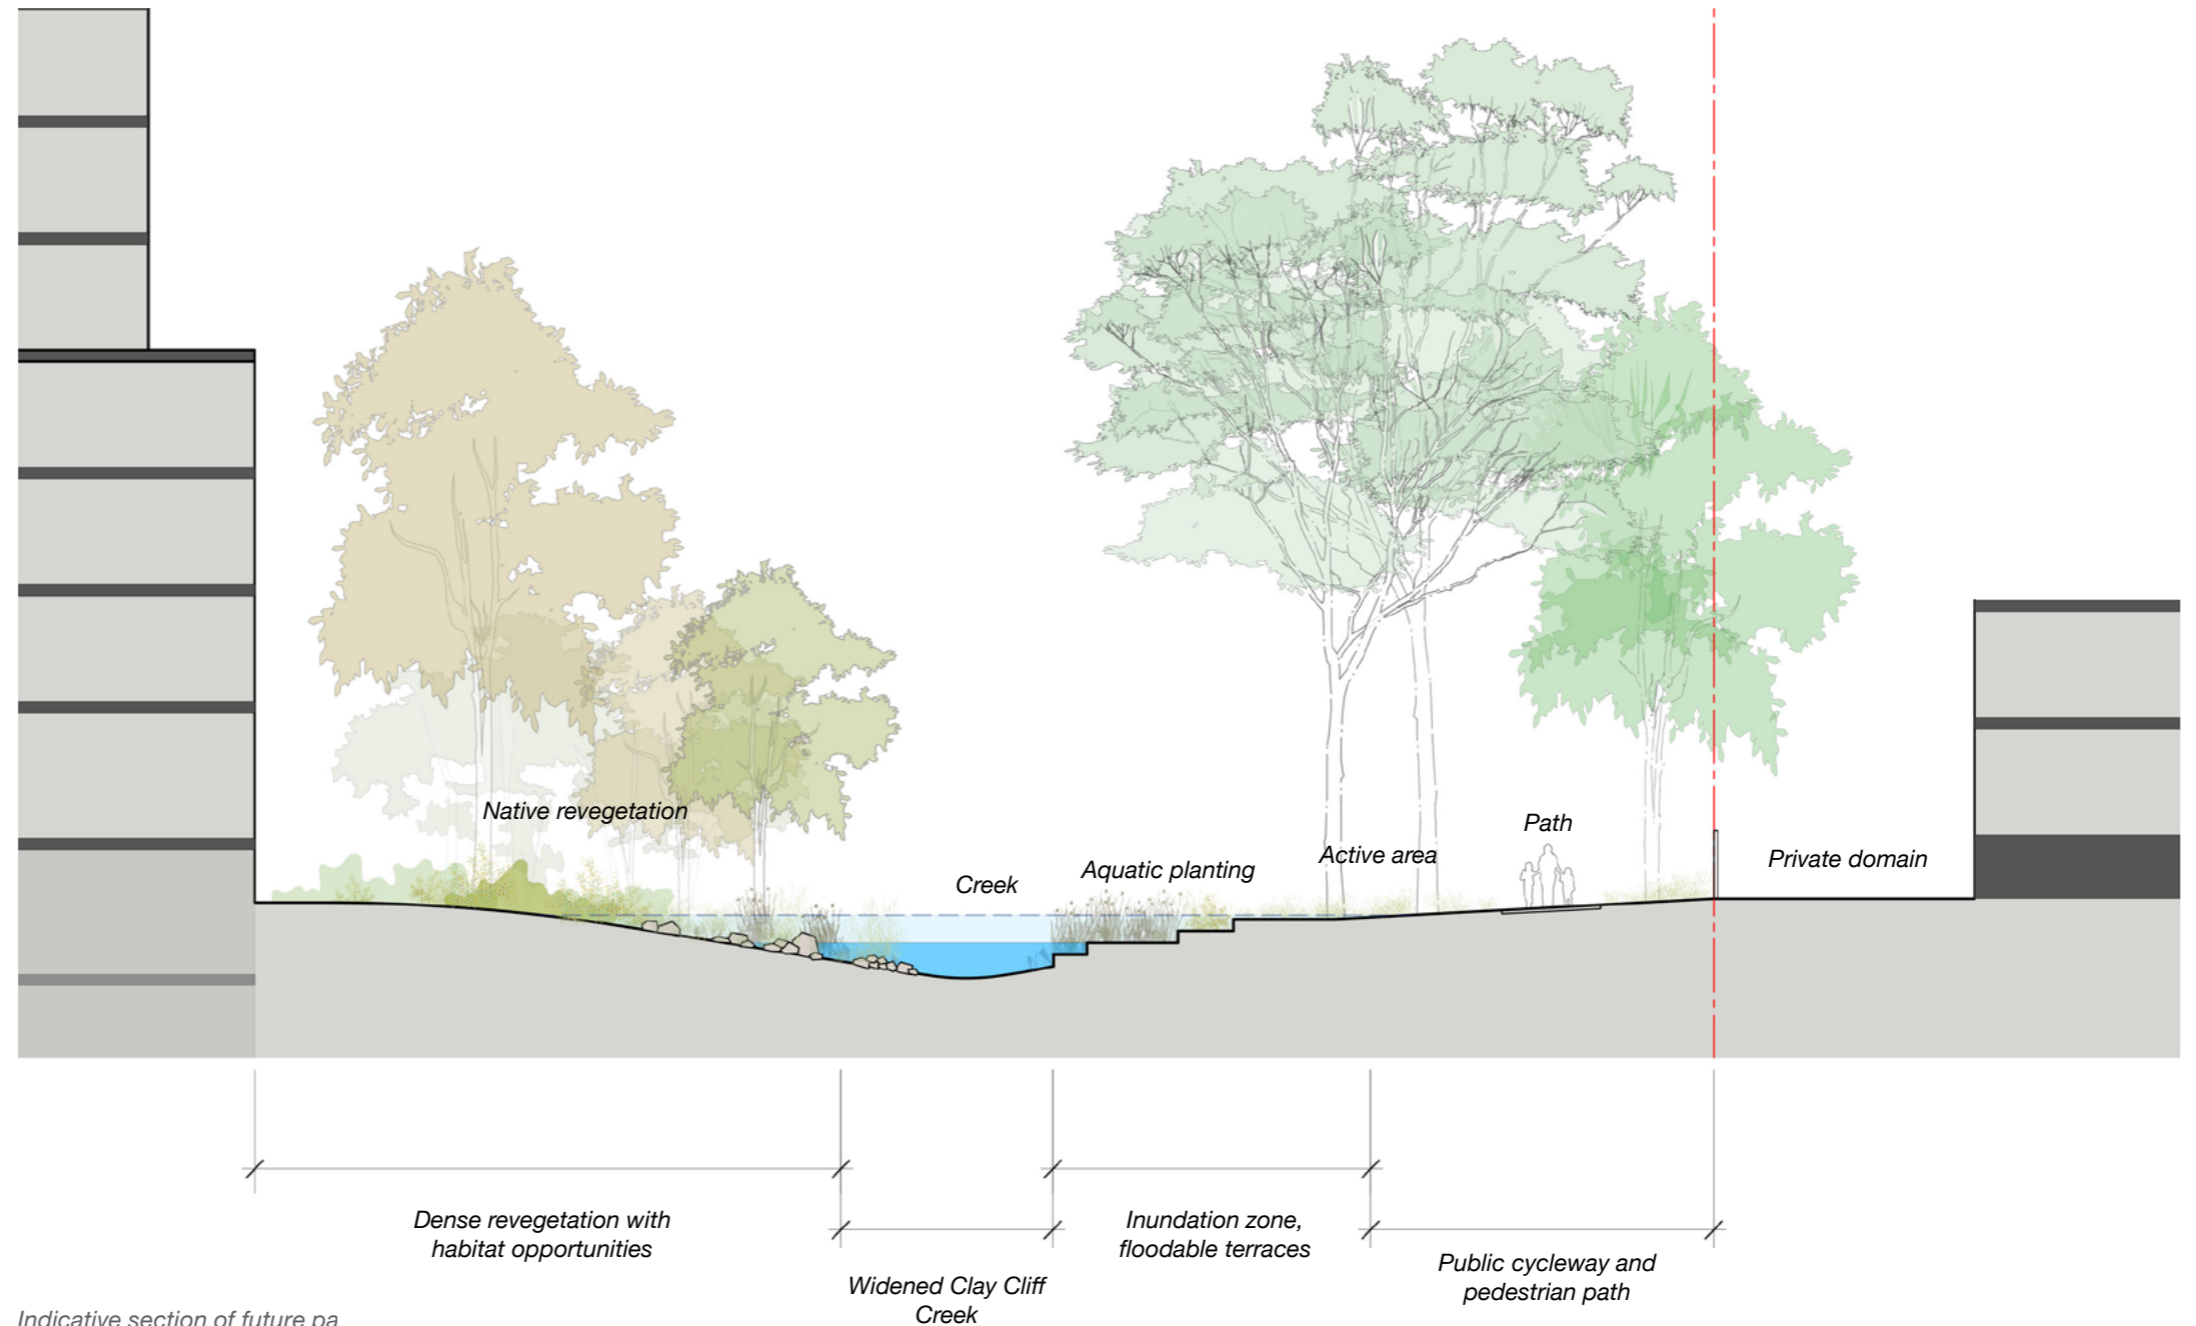 Native revegetation
Creek
Aquatic planting
Active area
Path
Private domain
Dense revegetation with
habitat opportunities
Widened Clay Cliff
Creek
Inundation zone,
floodable terraces
Public cycleway and
pedestrian path
Indicative section of future pa